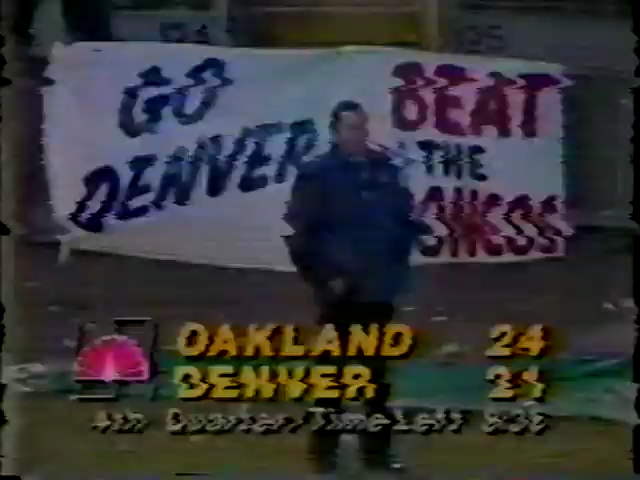 GO
DENVER
BEAT
THE
OAKLAND 24
DENVER
4th Quarter/Time Left